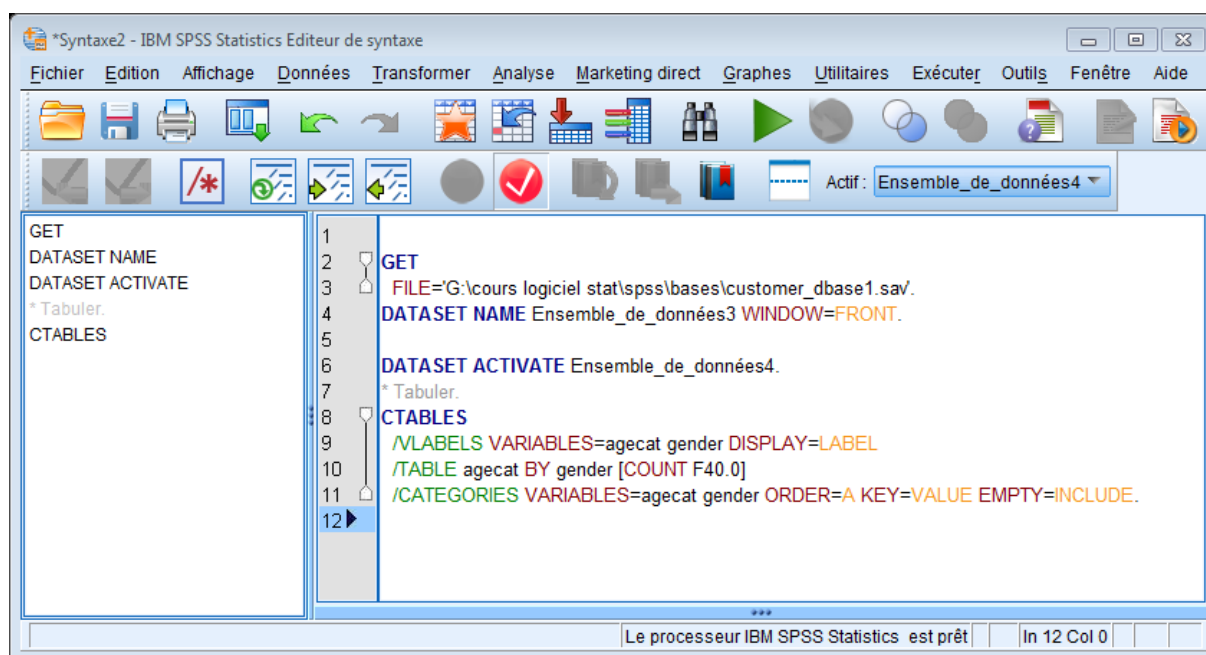 *Syntaxe2 - IBM SPSS Statistics Editeur de syntaxe
Fichier Edition Affichage Données Transformer Analyse Marketing direct Graphes Utilitaires Exécuter Outils Fenêtre Aide
/*
Actif : Ensemble_de_données4
GET
DATASET NAME
DATASET ACTIVATE
* Tabuler.
CTABLES
1
2 GET
3 FILE='G:\cours logiciel stat\spss\bases\customer_dbase1.sav'.
4 DATASET NAME Ensemble_de_données3 WINDOW=FRONT.
5
6 DATASET ACTIVATE Ensemble_de_données4.
7 * Tabuler.
8 CTABLES
9 /VLABELS VARIABLES=agecat gender DISPLAY=LABEL
10 /TABLE agecat BY gender [COUNT F40.0]
11 /CATEGORIES VARIABLES=agecat gender ORDER=A KEY=VALUE EMPTY=INCLUDE.
12
Le processeur IBM SPSS Statistics est prêt In 12 Col 0